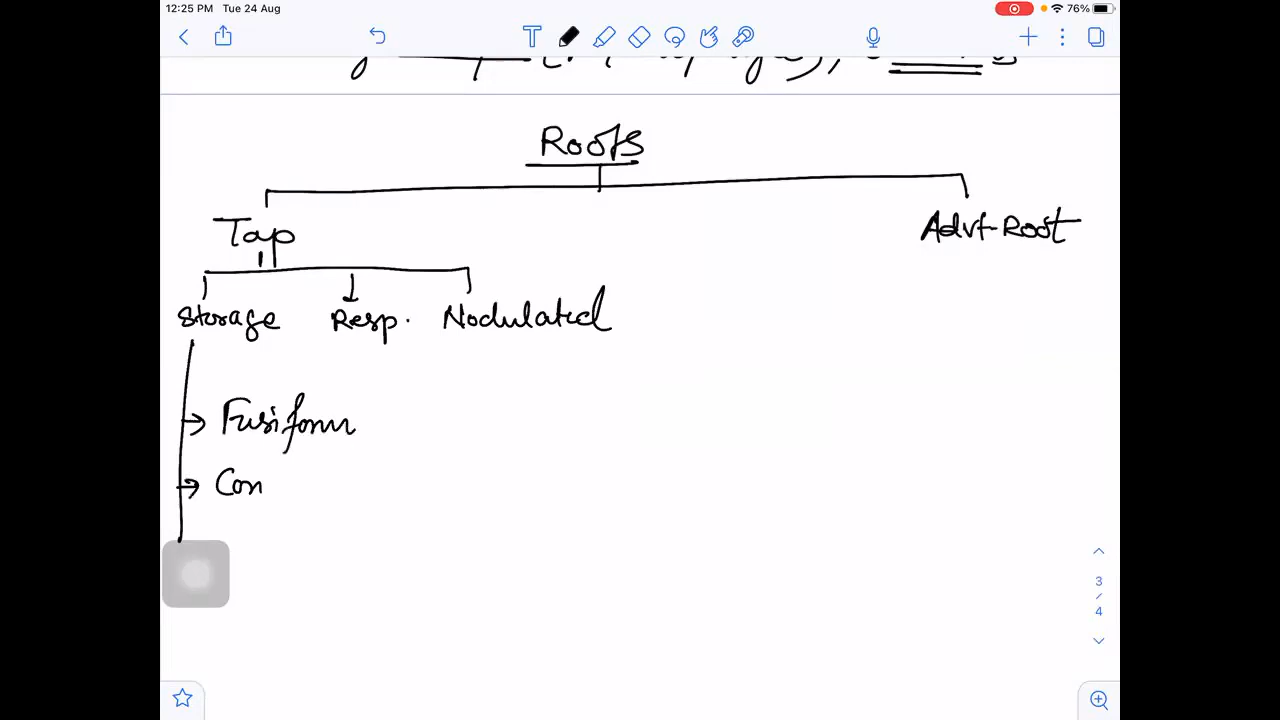 12:25 PM Tue 24 Aug
76%
Roots
Tap Advt-Root
Storage Resp. Nodulated
→ Fusiform
→ Con
3
/
4